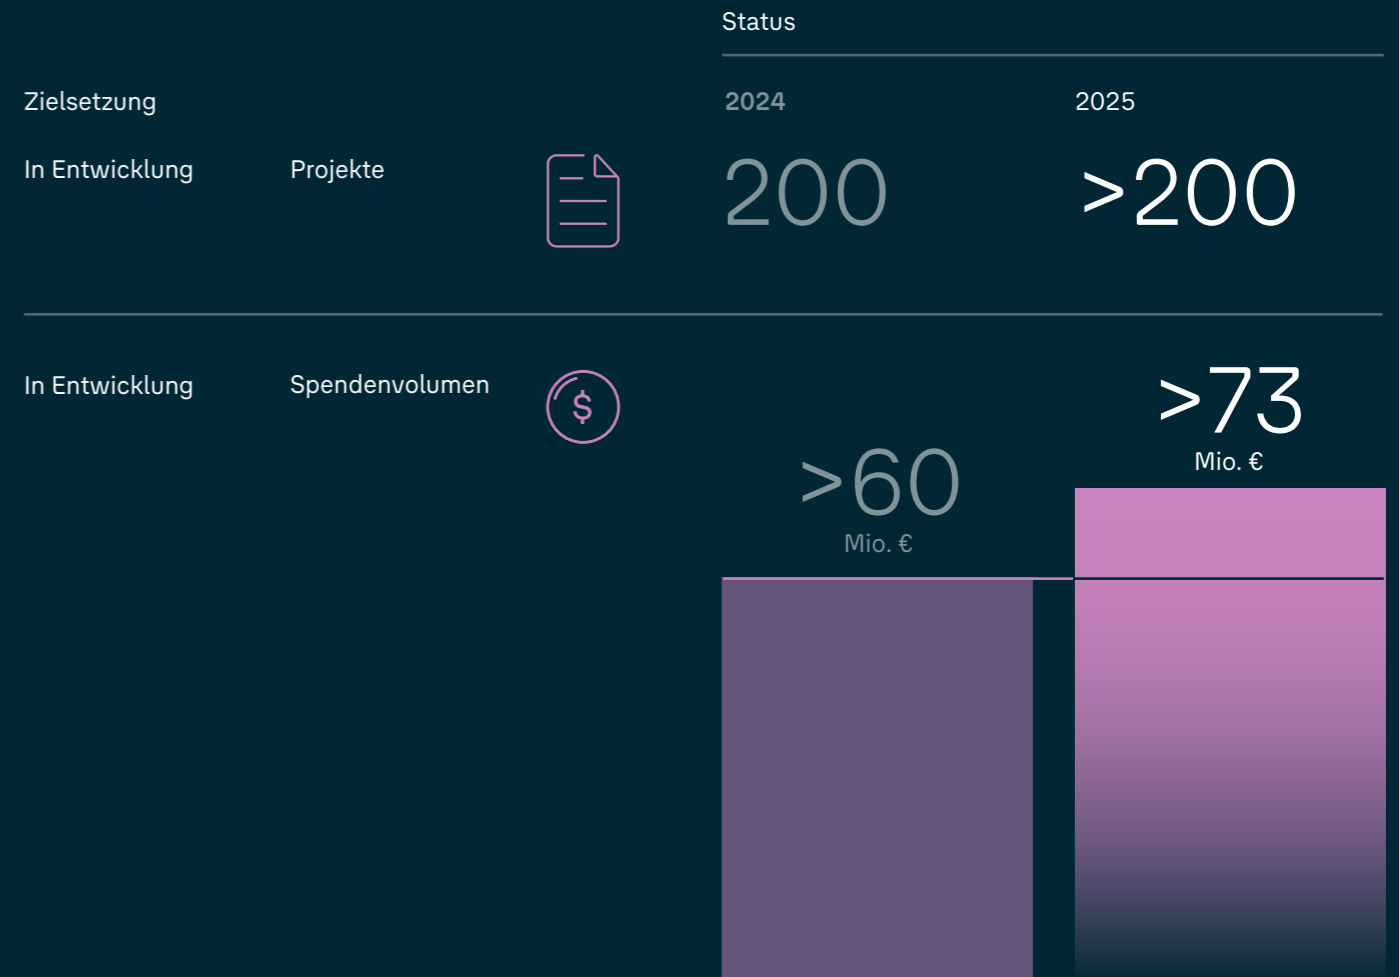 Status
Zielsetzung
2024
2025
In Entwicklung
Projekte
200
>200
In Entwicklung
Spendenvolumen
$
>60
Mio. €
>73
Mio. €